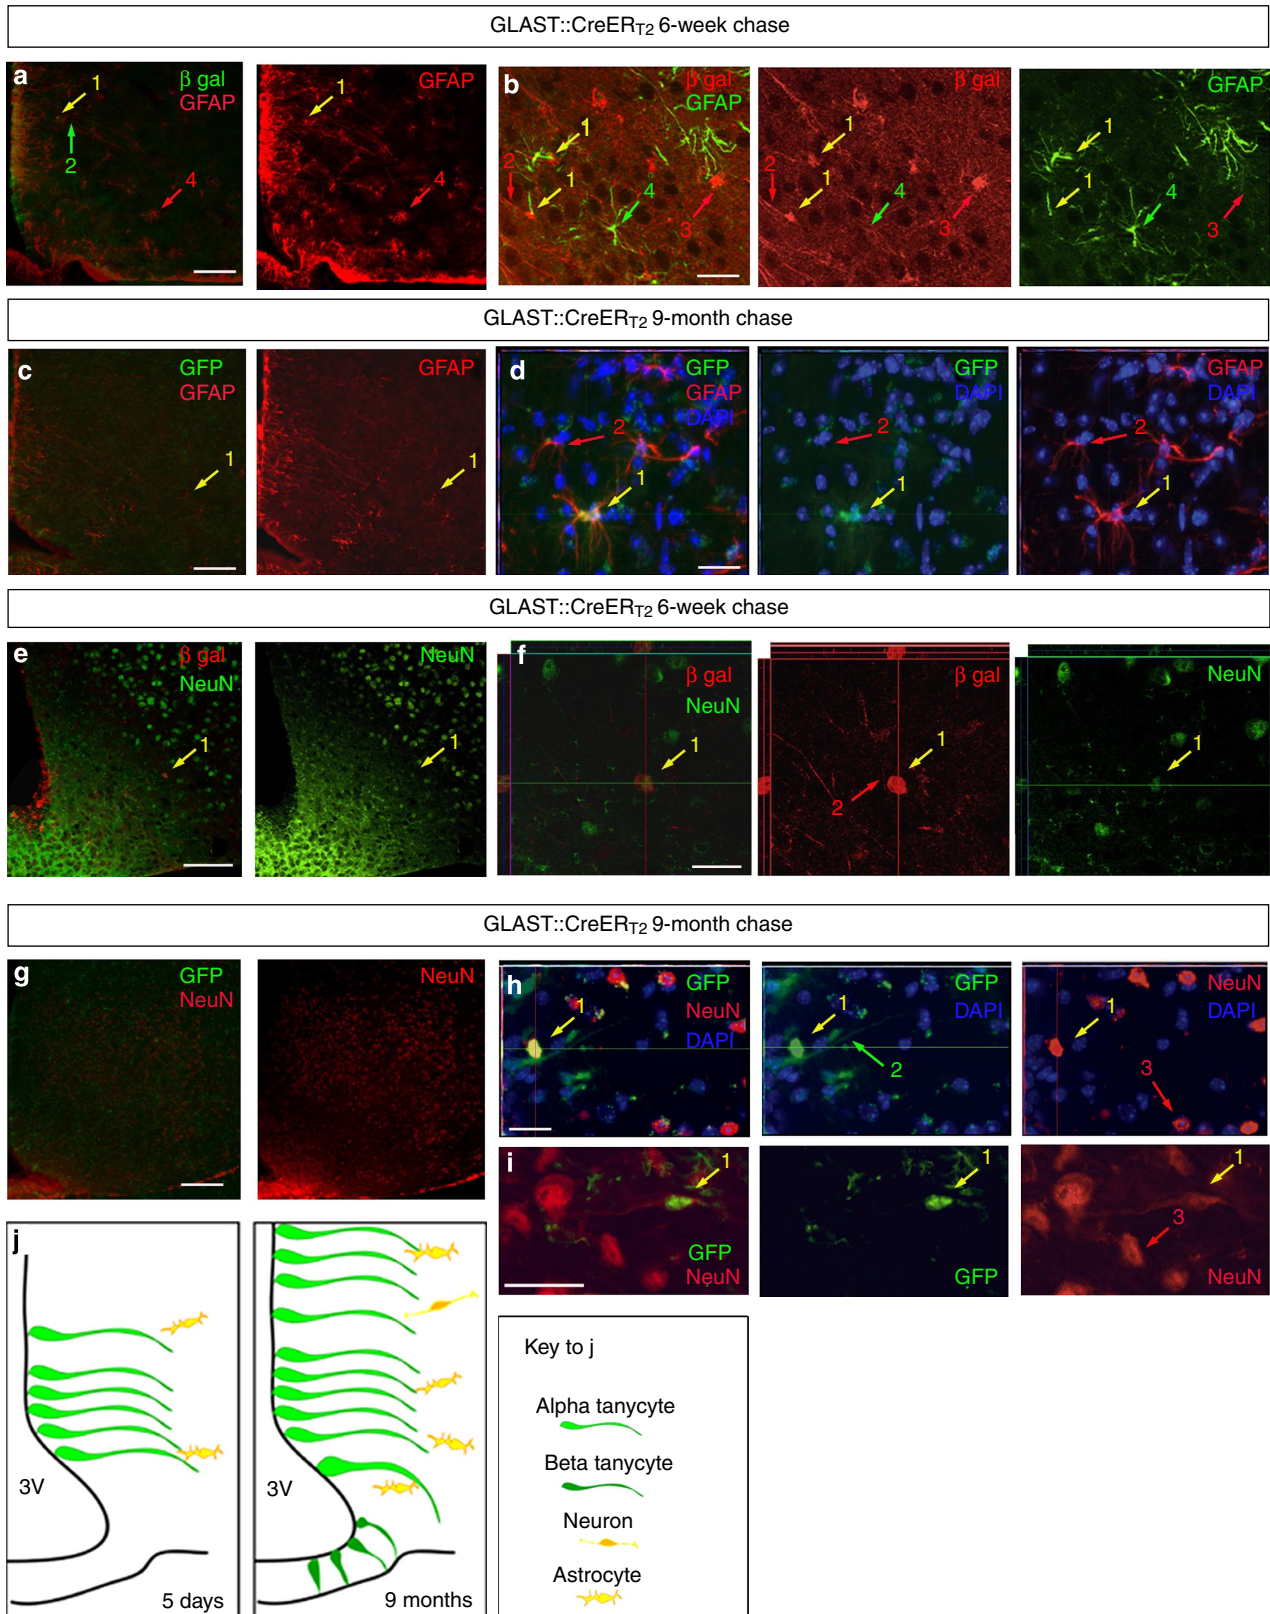 GLAST::CreERT2 6-week chase
a
β gal
GFAP
1
2
4
GFAP
1
4
b
β gal
GFAP
1
2
1
4
3
β gal
1
2
1
4
3
GFAP
1
1
4
3
GLAST::CreERT2 9-month chase
c
GFP
GFAP
1
GFAP
1
d
GFP
GFAP
DAPI
2
1
GFP
DAPI
2
1
GFAP
DAPI
2
1
GLAST::CreERT2 6-week chase
e
β gal
NeuN
1
NeuN
1
f
β gal
NeuN
1
β gal
1
2
NeuN
1
GLAST::CreERT2 9-month chase
g
GFP
NeuN
NeuN
h
GFP
NeuN
DAPI
1
GFP
DAPI
1
2
NeuN
DAPI
1
3
i
1
GFP
NeuN
1
GFP
1
3
NeuN
j
3V
5 days
3V
9 months
Key to j
Alpha tanycyte
Beta tanycyte
Neuron
Astrocyte